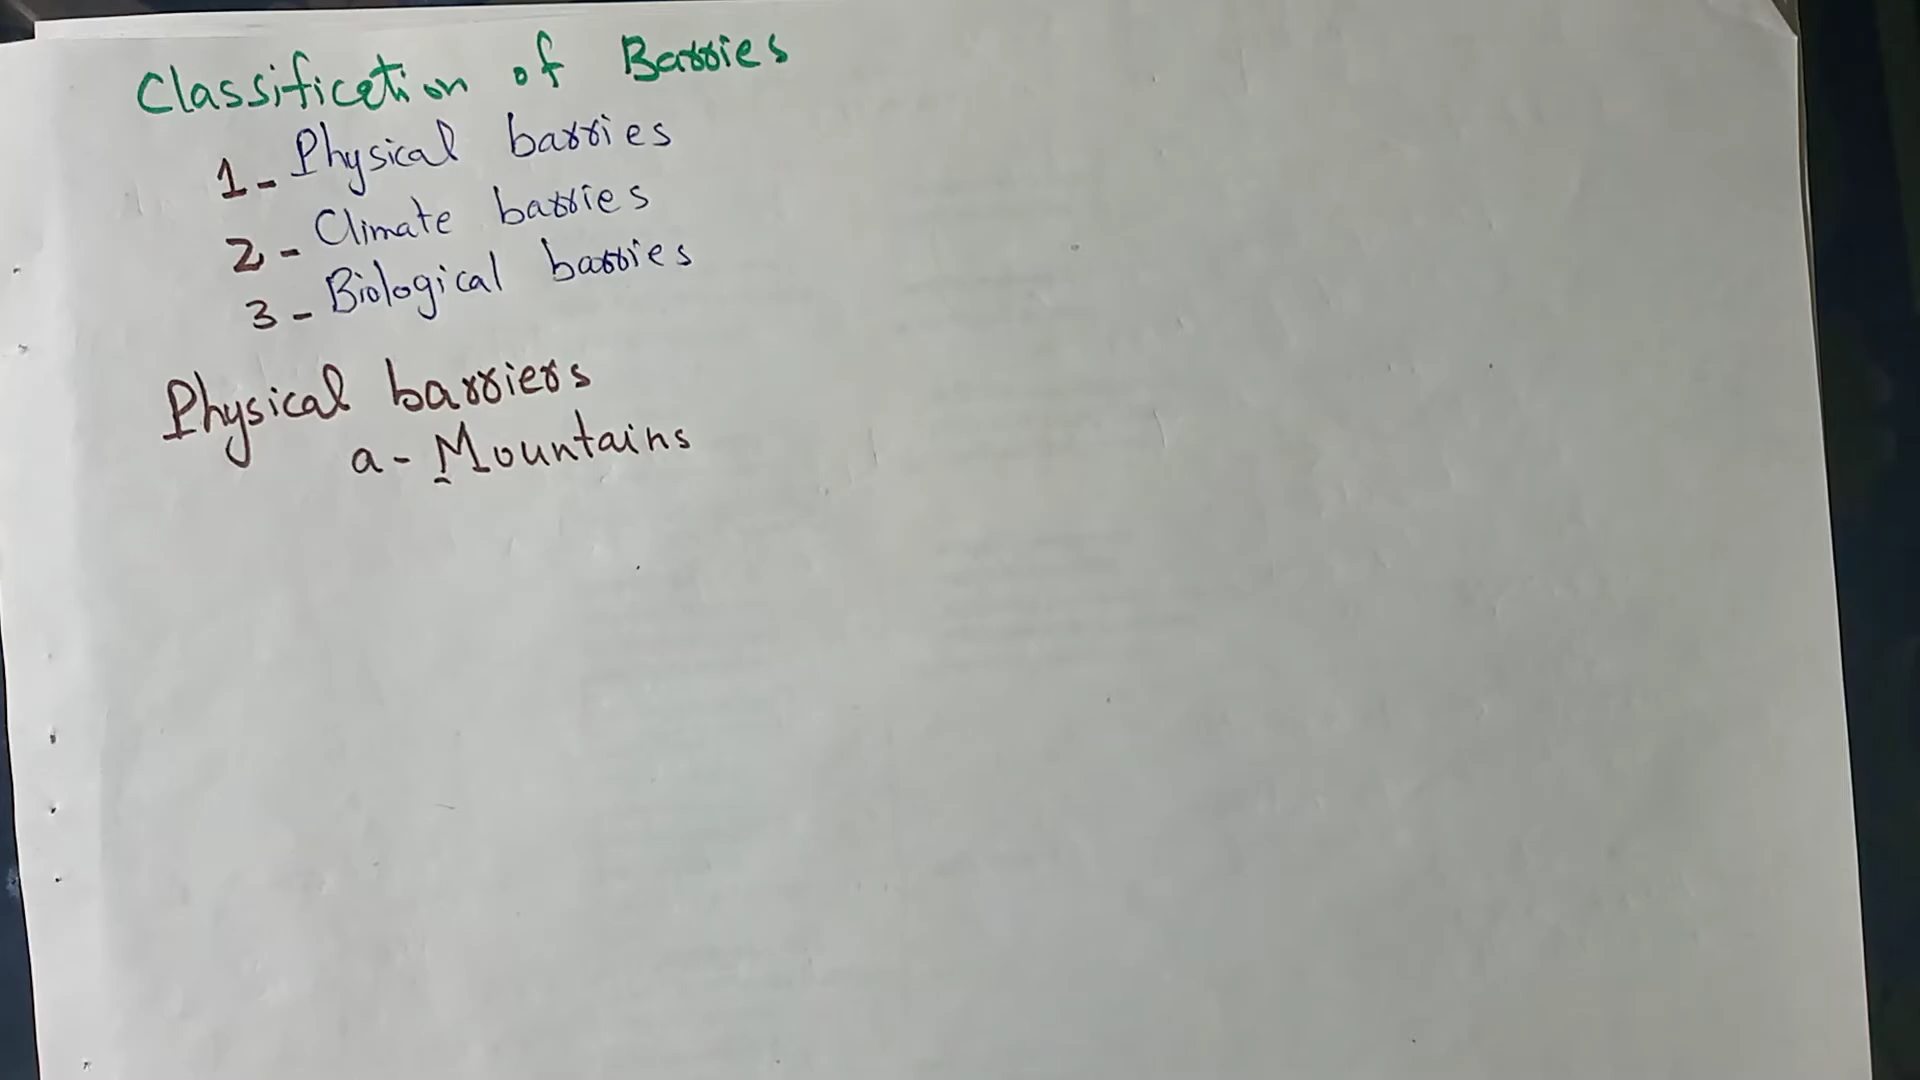 Classification of Barries
1- Physical barries
2- Climate barries
3- Biological barries
Physical barriers
a- Mountains